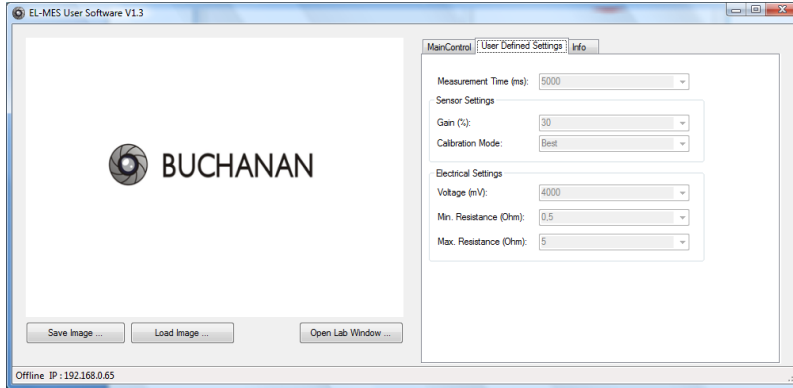 EL-MES User Software V1.3
MainControl User Defined Settings Info
Measurement Time (ms): 5000
Sensor Settings
Gain (%): 30
Calibration Mode: Best
BUCHANAN
Electrical Settings
Voltage (mV): 4000
Min. Resistance (Ohm): 0,5
Max. Resistance (Ohm): 5
Save Image ... Load Image ... Open Lab Window ...
Offline IP : 192.168.0.65